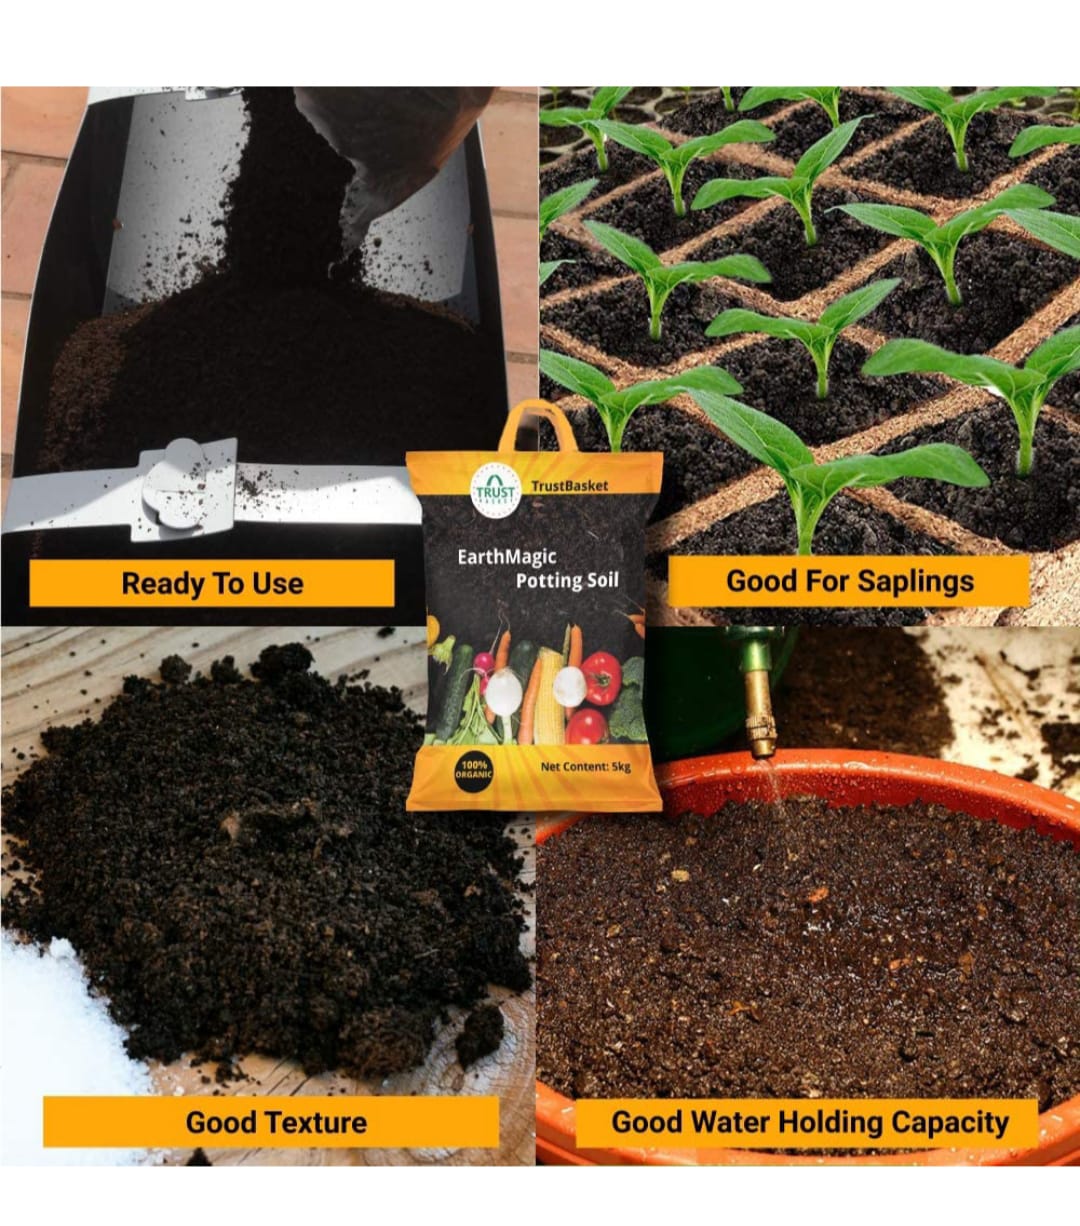 TRUST
BASKET
TrustBasket
EarthMagic
Potting Soil
100%
ORGANIC
Net Content: 5kg
Ready To Use
Good For Saplings
Good Texture
Good Water Holding Capacity